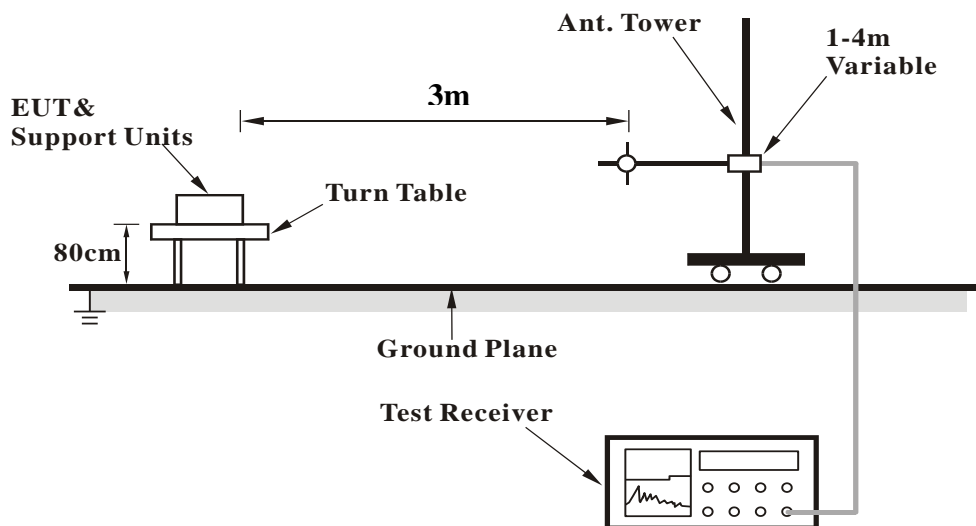 Ant. Tower
1-4m
Variable
3m
EUT&
Support Units
Turn Table
80cm
Ground Plane
Test Receiver